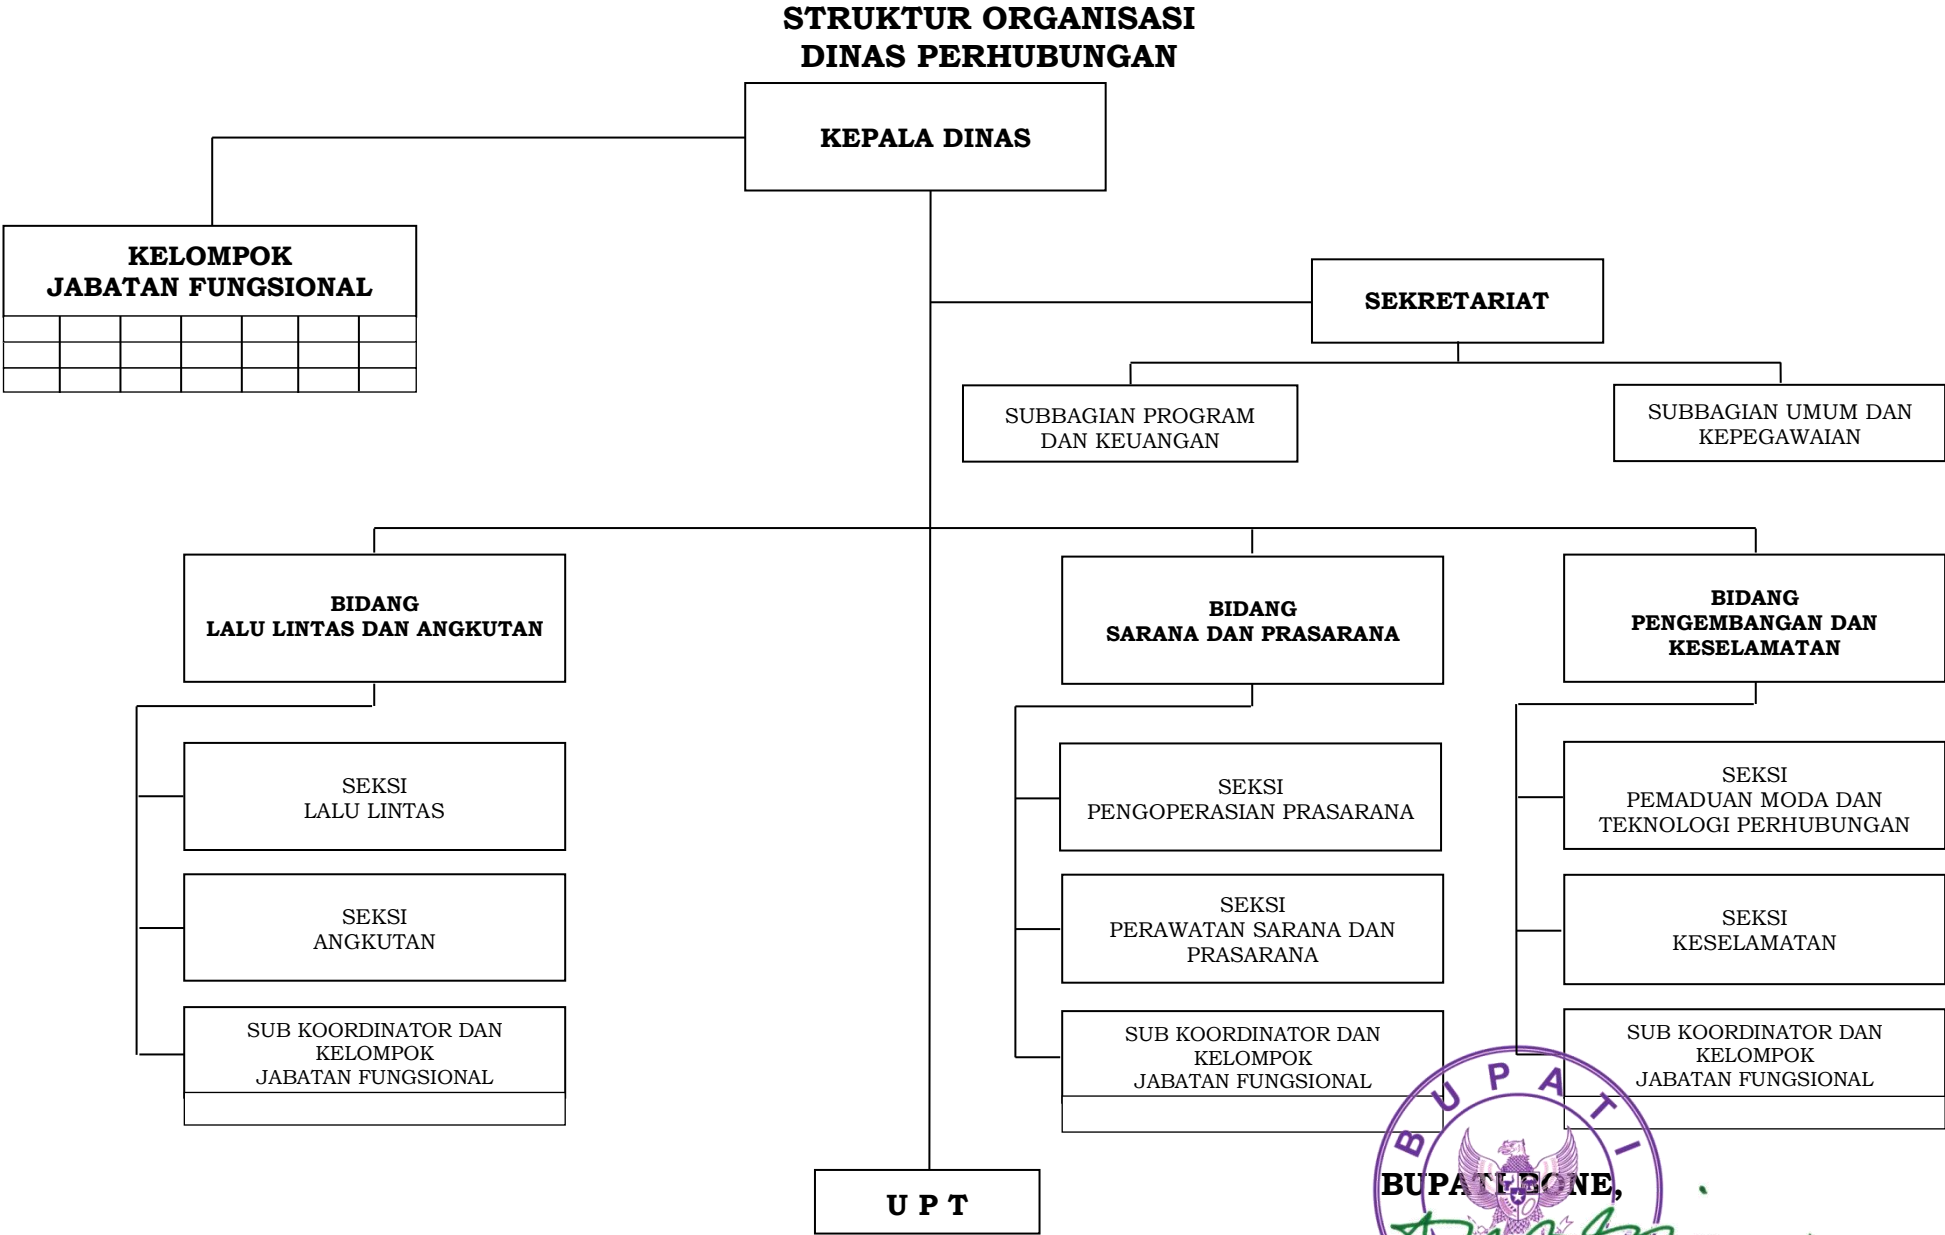 STRUKTUR ORGANISASI
DINAS PERHUBUNGAN
KEPALA DINAS
KELOMPOK
JABATAN FUNGSIONAL
SEKRETARIAT
SUBBAGIAN PROGRAM
DAN KEUANGAN
SUBBAGIAN UMUM DAN
KEPEGAWAIAN
BIDANG
LALU LINTAS DAN ANGKUTAN
BIDANG
SARANA DAN PRASARANA
BIDANG
PENGEMBANGAN DAN
KESELAMATAN
SEKSI
LALU LINTAS
SEKSI
PENGOPERASIAN PRASARANA
SEKSI
PEMADUAN MODA DAN
TEKNOLOGI PERHUBUNGAN
SEKSI
ANGKUTAN
SEKSI
PERAWATAN SARANA DAN
PRASARANA
SEKSI
KESELAMATAN
SUB KOORDINATOR DAN
KELOMPOK
JABATAN FUNGSIONAL
SUB KOORDINATOR DAN
KELOMPOK
JABATAN FUNGSIONAL
SUB KOORDINATOR DAN
KELOMPOK
JABATAN FUNGSIONAL
U P T
BUPATI
BUPATI BONE,